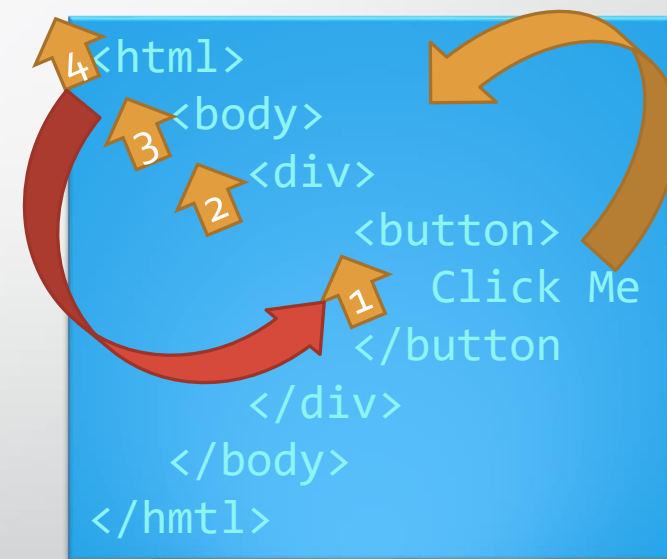 4
<html>
3
<body>
2
<div>
<button>
1
Click Me
</button
</div>
</body>
</hmtl>